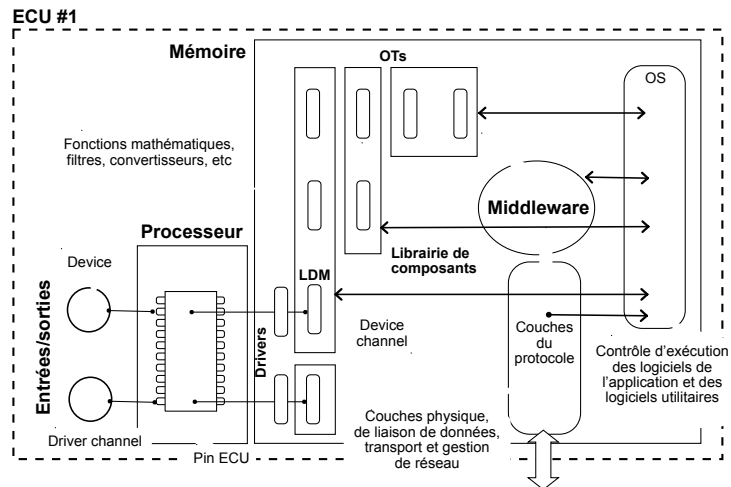 ECU #1
Mémoire
OTs
OS
Fonctions mathématiques,
filtres, convertisseurs, etc
Middleware
Processeur
Librairie de
composants
Device
LDM
Entrées/sorties
Drivers
Device
channel
Couches
du
protocole
Contrôle d'exécution
des logiciels de
l'application et des
logiciels utilitaires
Driver channel
Pin ECU
Couches physique,
de liaison de données,
transport et gestion
de réseau